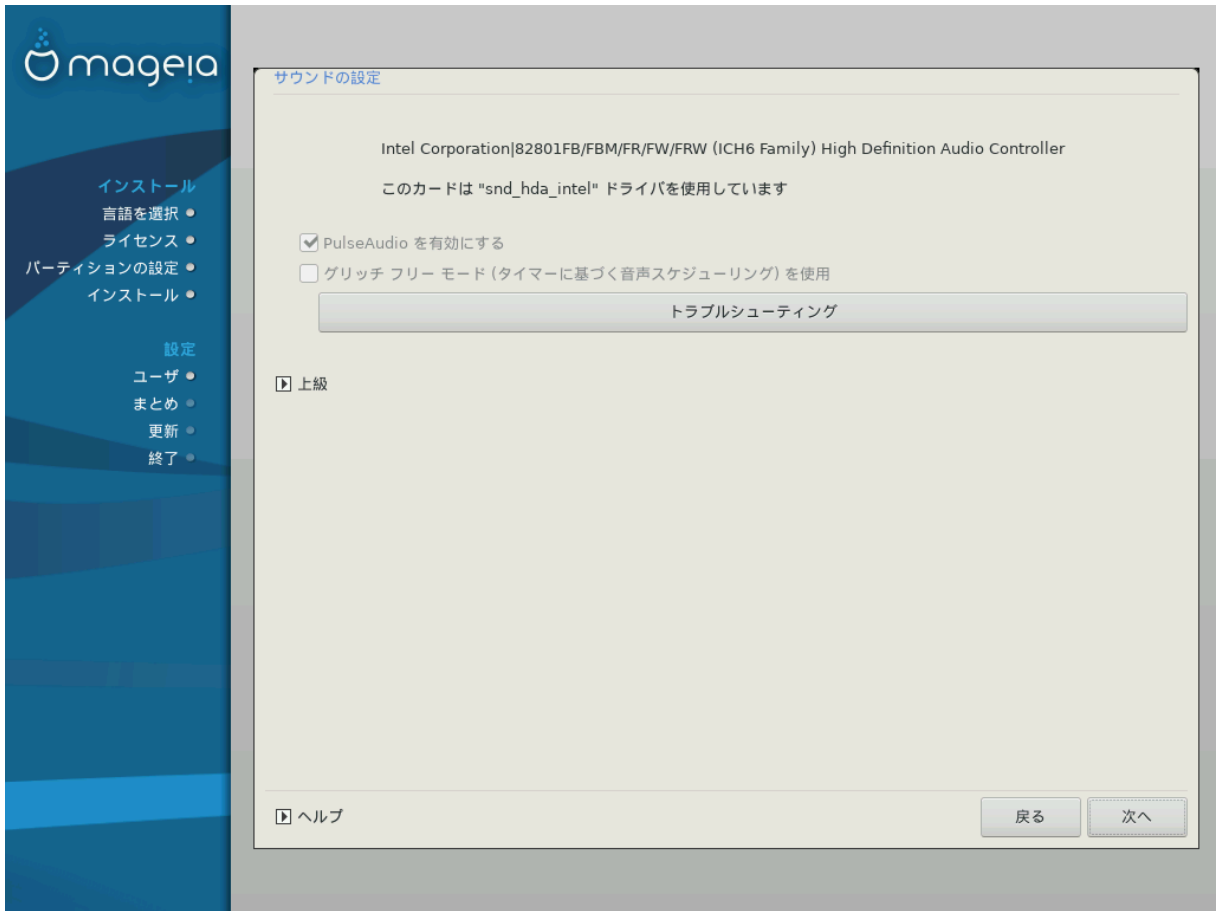 mageia
インストール
言語を選択
ライセンス
パーティションの設定
インストール
設定
ユーザ
まとめ
更新
終了
サウンドの設定
Intel Corporation|82801FB/FBM/FR/FW/FRW (ICH6 Family) High Definition Audio Controller
このカードは "snd_hda_intel" ドライバを使用しています
PulseAudio を有効にする
グリッチ フリー モード (タイマーに基づく音声スケジューリング) を使用
トラブルシューティング
上級
ヘルプ
戻る
次へ